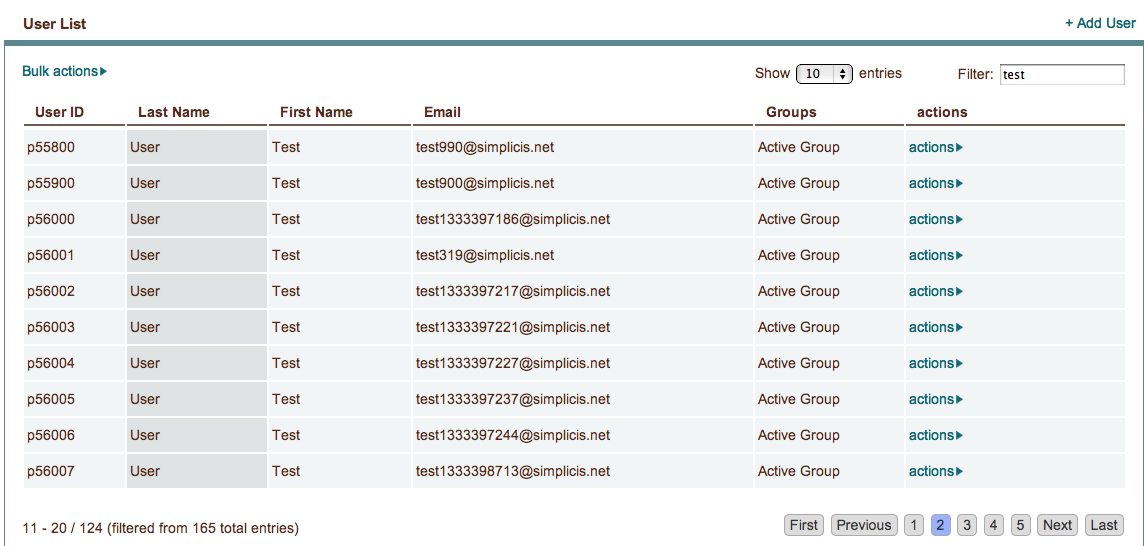 User List + Add User
Bulk actions Show 10 entries Filter: test
User ID Last Name First Name Email Groups actions
p55800 User Test test990@simplicis.net Active Group actions
p55900 User Test test900@simplicis.net Active Group actions
p56000 User Test test1333397186@simplicis.net Active Group actions
p56001 User Test test319@simplicis.net Active Group actions
p56002 User Test test1333397217@simplicis.net Active Group actions
p56003 User Test test1333397221@simplicis.net Active Group actions
p56004 User Test test1333397227@simplicis.net Active Group actions
p56005 User Test test1333397237@simplicis.net Active Group actions
p56006 User Test test1333397244@simplicis.net Active Group actions
p56007 User Test test1333398713@simplicis.net Active Group actions
11 - 20 / 124 (filtered from 165 total entries) First Previous 1 2 3 4 5 Next Last